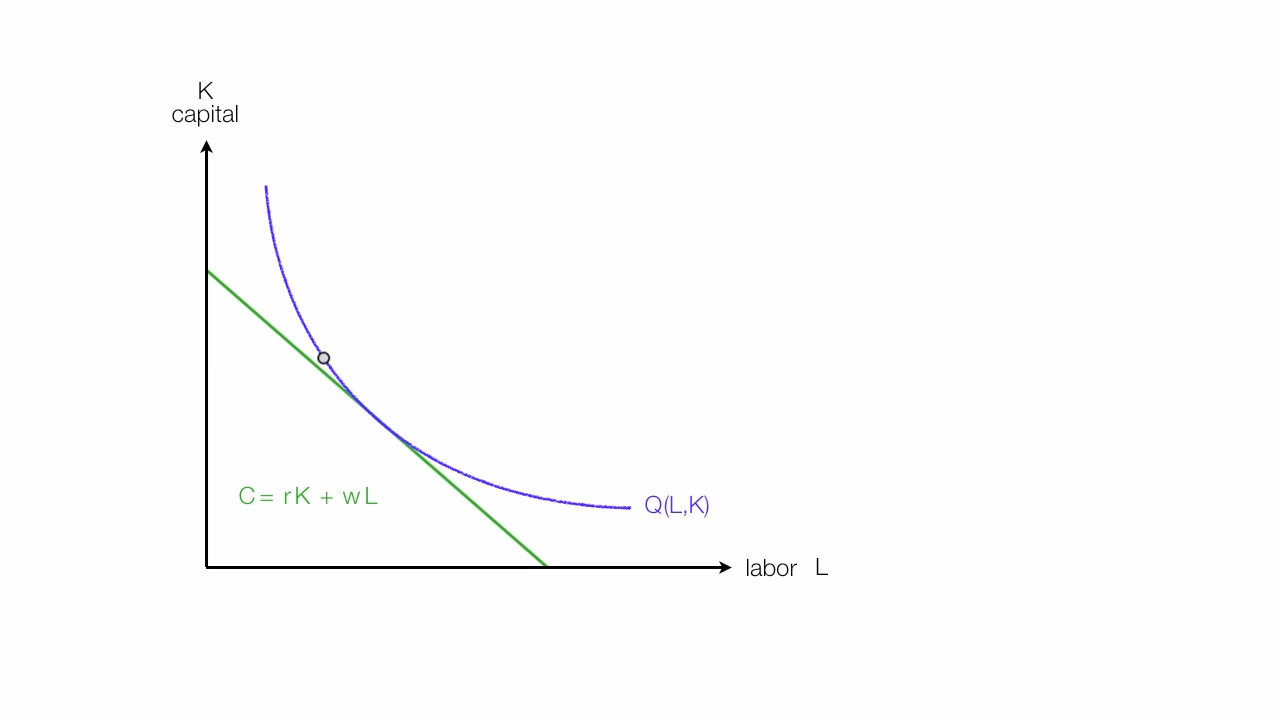 K
capital
C = rK + wL
Q(L,K)
labor L